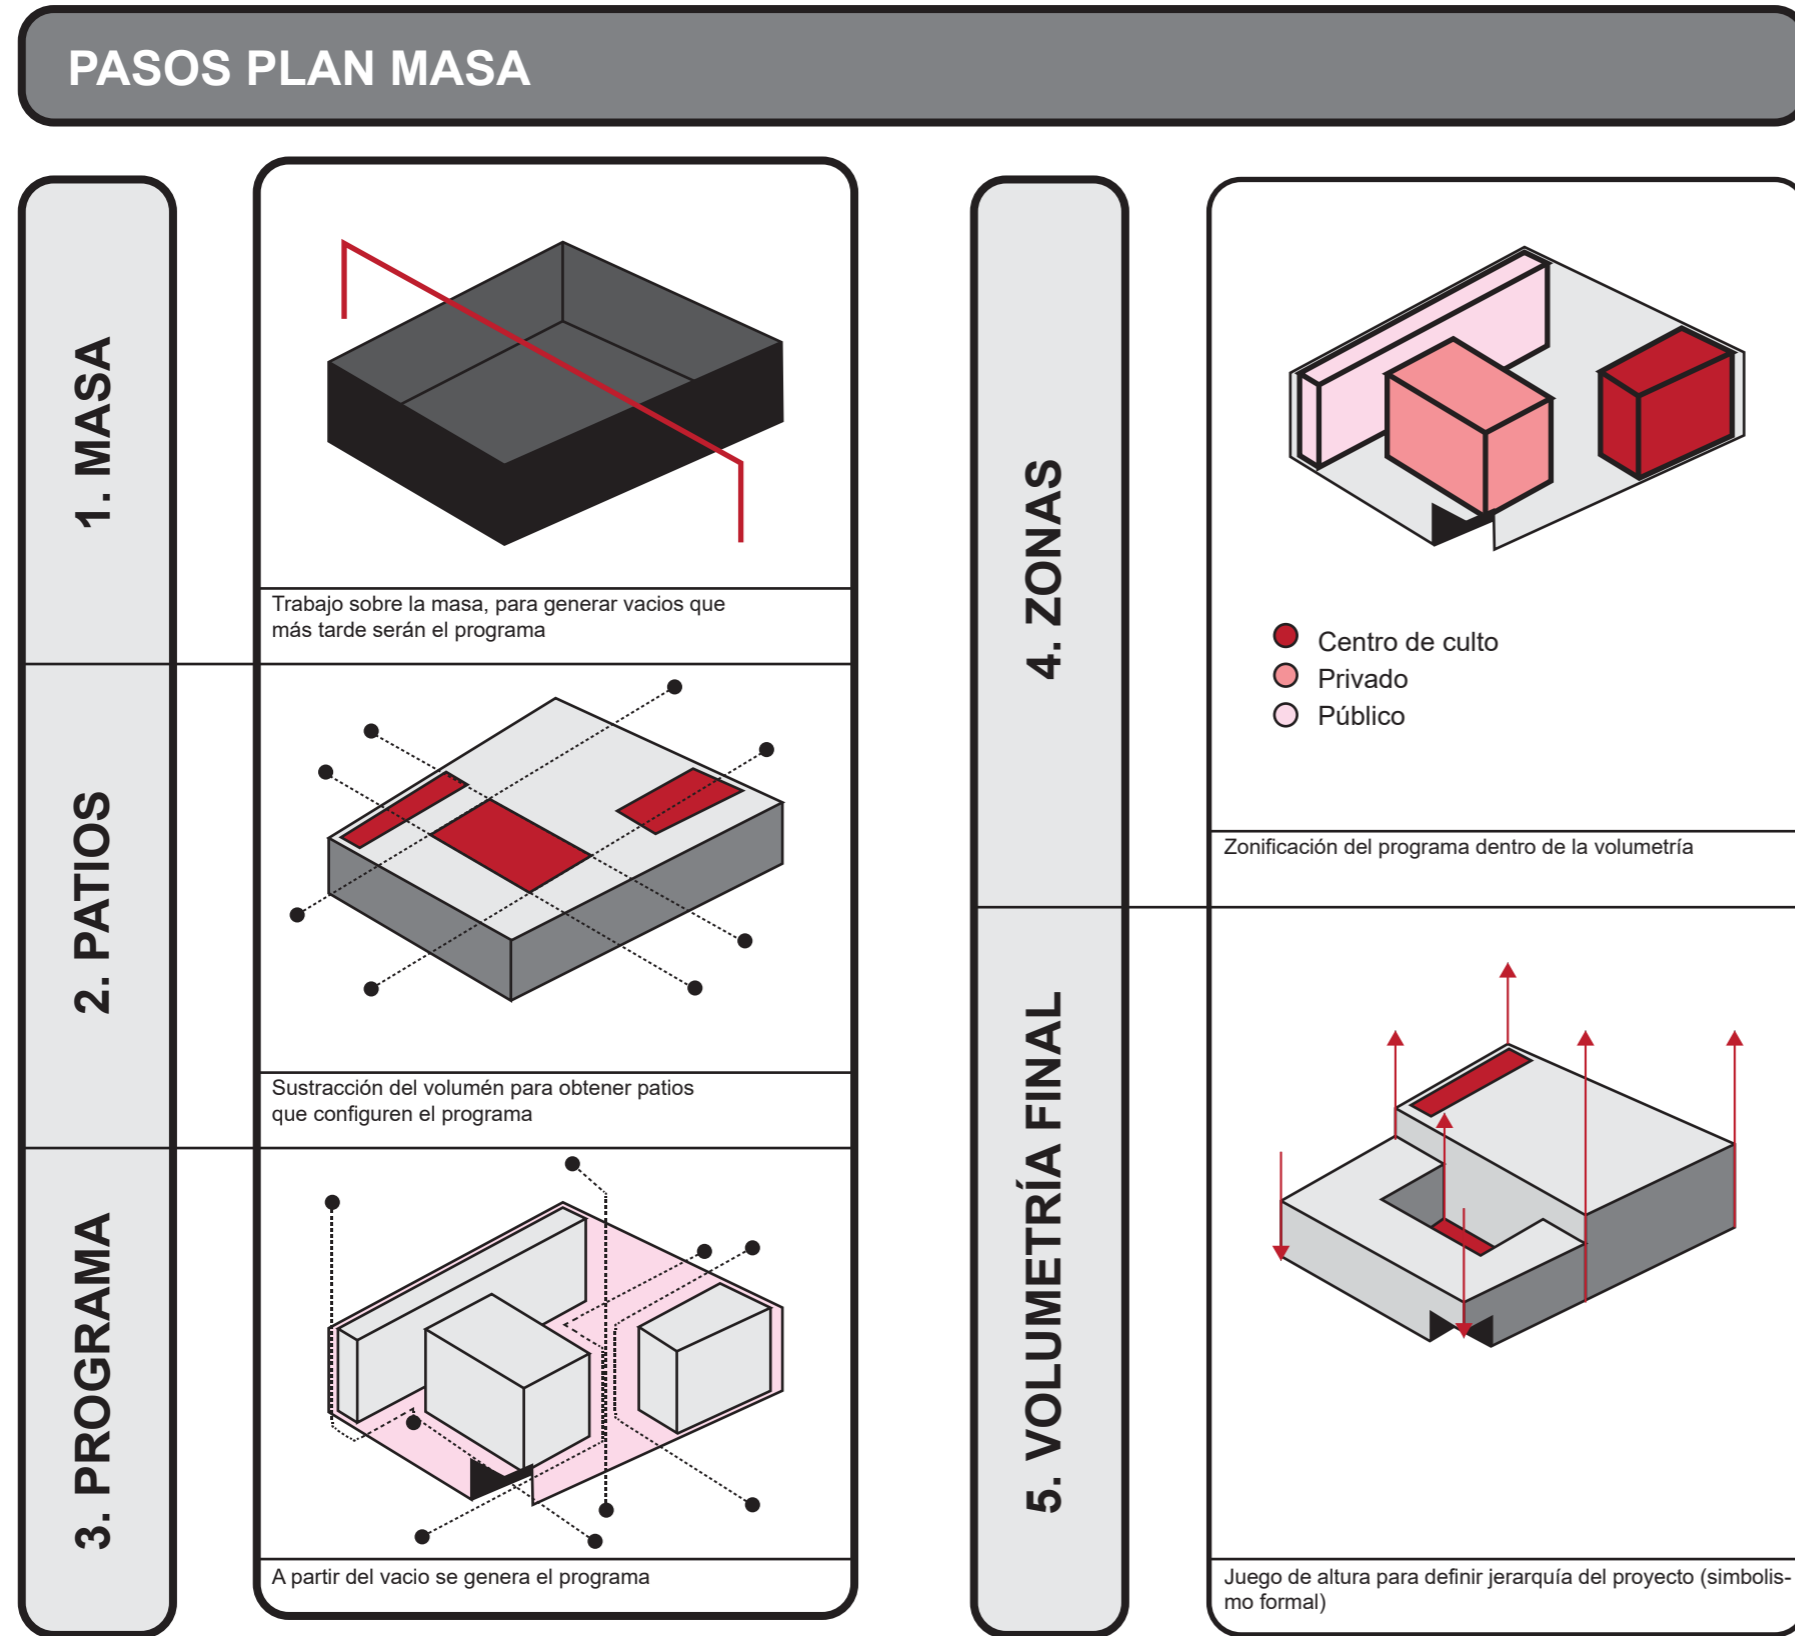 PASOS PLAN MASA
1. MASA
Trabajo sobre la masa, para generar vacios que
más tarde serán el programa
2. PATIOS
Sustracción del volumén para obtener patios
que configuren el programa
3. PROGRAMA
A partir del vacio se genera el programa
4. ZONAS
Centro de culto
Privado
Público
Zonificación del programa dentro de la volumetría
5. VOLUMETRÍA FINAL
Juego de altura para definir jerarquía del proyecto (simbolis-
mo formal)